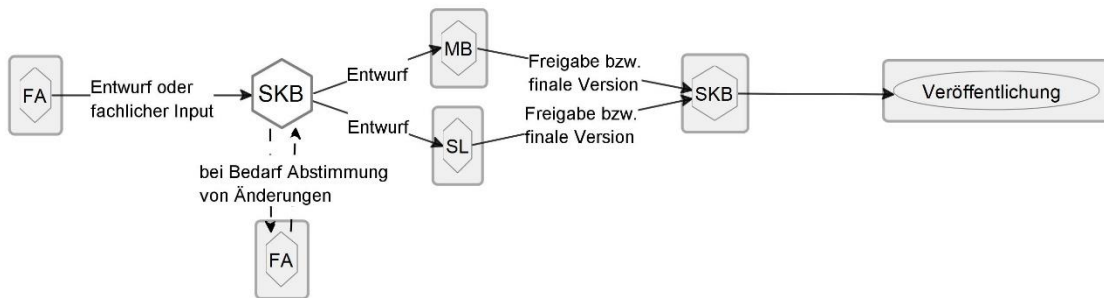 FA
Entwurf oder
fachlicher Input
SKB
Entwurf
Entwurf
MB
SL
Freigabe bzw.
finale Version
Freigabe bzw.
finale Version
SKB
Veröffentlichung
bei Bedarf Abstimmung
von Änderungen
FA